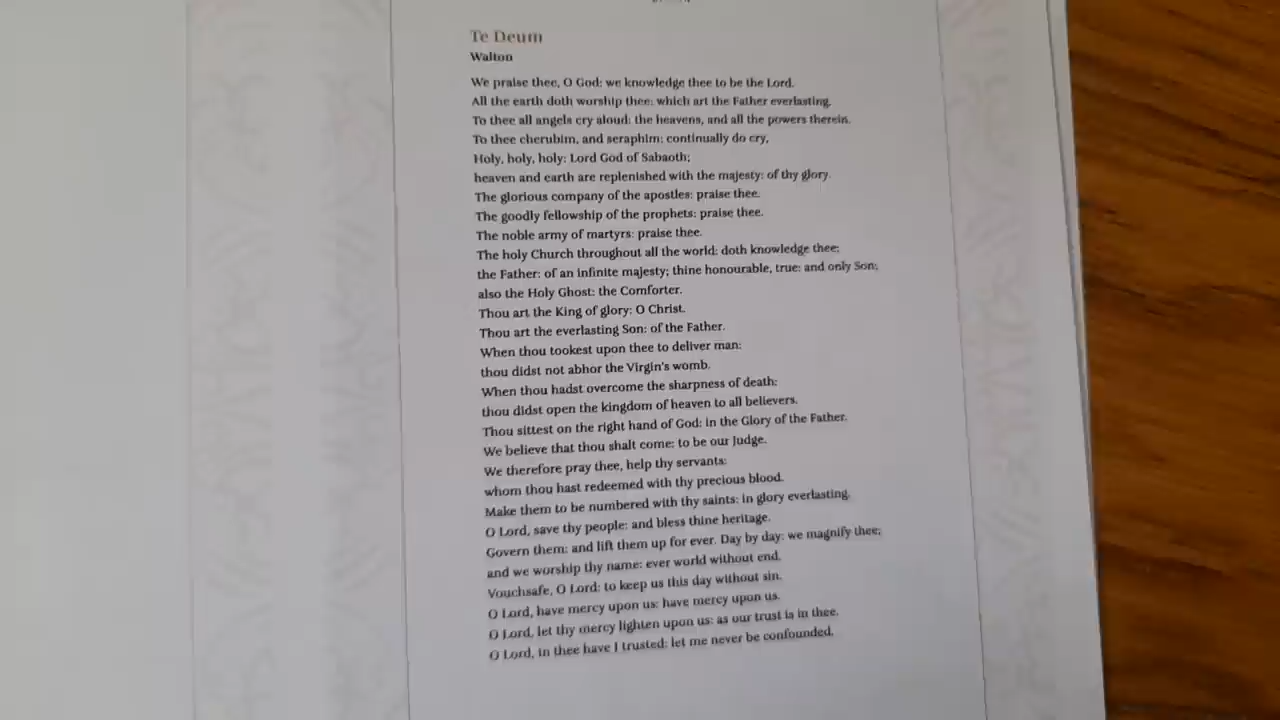 Te Deum
Walton
We praise thee, O God: we knowledge thee to be the Lord.
All the earth doth worship thee: which art the Father everlasting.
To thee all angels cry aloud: the heavens, and all the powers therein.
To thee cherubim, and seraphim: continually do cry,
Holy, holy, holy: Lord God of Sabaoth;
heaven and earth are replenished with the majesty: of thy glory.
The glorious company of the apostles: praise thee.
The goodly fellowship of the prophets: praise thee.
The noble army of martyrs: praise thee.
The holy Church throughout all the world: doth knowledge thee;
the Father: of an infinite majesty; thine honourable, true: and only Son;
also the Holy Ghost: the Comforter.
Thou art the King of glory: O Christ.
Thou art the everlasting Son: of the Father.
When thou tookest upon thee to deliver man:
thou didst not abhor the Virgin's womb.
When thou hadst overcome the sharpness of death:
thou didst open the kingdom of heaven to all believers.
Thou sittest on the right hand of God: in the Glory of the Father.
We believe that thou shalt come: to be our Judge.
We therefore pray thee, help thy servants:
whom thou hast redeemed with thy precious blood.
Make them to be numbered with thy saints: in glory everlasting.
O Lord, save thy people: and bless thine heritage.
Govern them: and lift them up for ever. Day by day: we magnify thee;
and we worship thy name: ever world without end.
Vouchsafe, O Lord: to keep us this day without sin.
O Lord, have mercy upon us: have mercy upon us.
O Lord, let thy mercy lighten upon us: as our trust is in thee.
O Lord, in thee have I trusted: let me never be confounded.